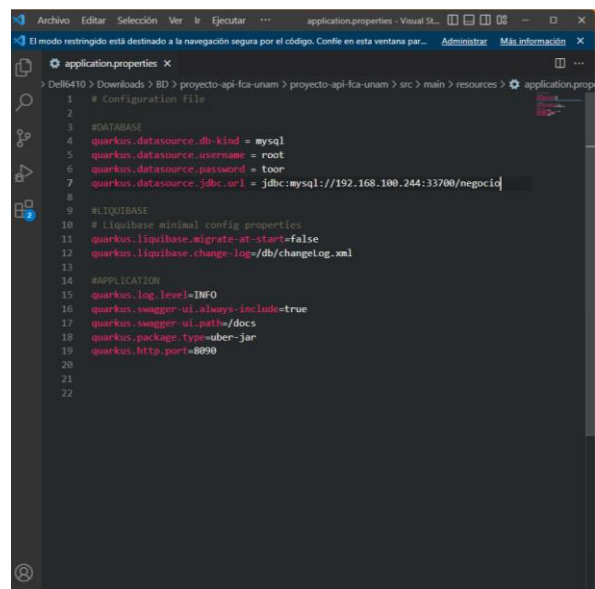 Archivo Editar Selección Ver Ir Ejecutar ··· application.properties - Visual St...
El modo restringido está destinado a la navegación segura por el código. Confíe en esta ventana par... Administrar Más información
application.properties
> Dell6410 > Downloads > BD > proyecto-api-fca-unam > proyecto-api-fca-unam > src > main > resources > application.prope
1 # Configuration file
2
3 #DATABASE
4 quarkus.datasource.db-kind = mysql
5 quarkus.datasource.username = root
6 quarkus.datasource.password = toor
7 quarkus.datasource.jdbc.url = jdbc:mysql://192.168.100.244:33700/negocio
8
9 #LIQUIBASE
10 # Liquibase minimal config properties
11 quarkus.liquibase.migrate-at-start=false
12 quarkus.liquibase.change-log=/db/changeLog.xml
13
14 #APPLICATION
15 quarkus.log.level=INFO
16 quarkus.swagger-ui.always-include=true
17 quarkus.swagger-ui.path=/docs
18 quarkus.package.type=uber-jar
19 quarkus.http.port=8090
20
21
22
2